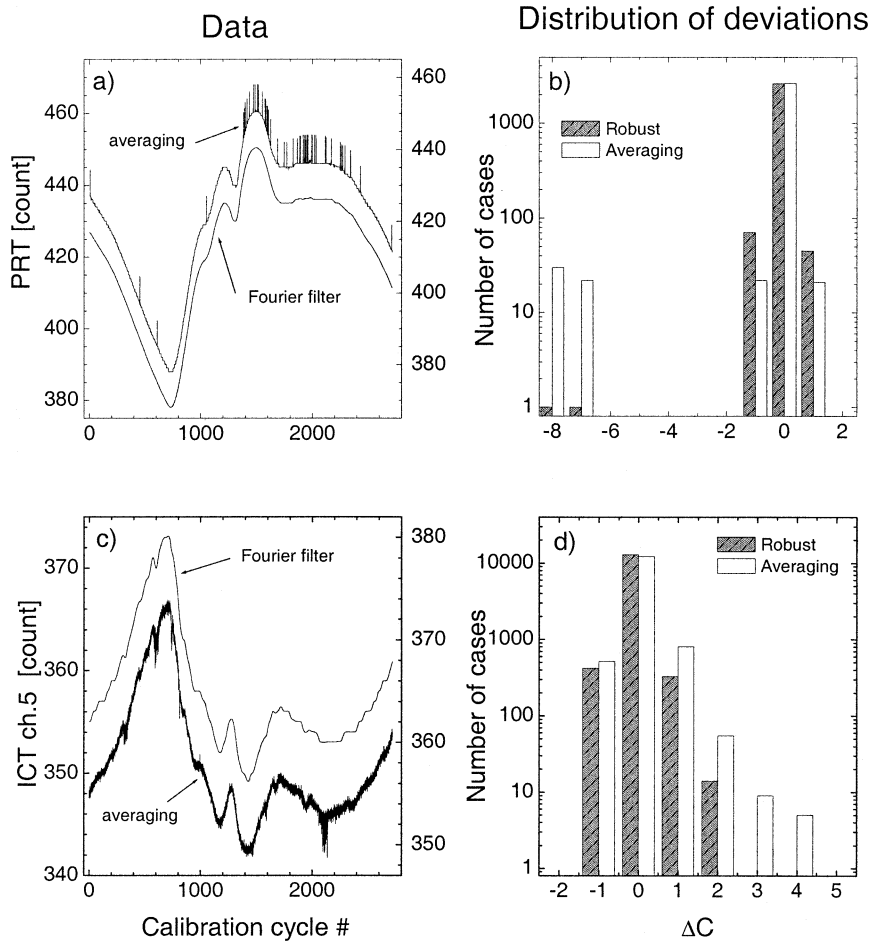 Data
Distribution of deviations
a)
averaging
Fourier filter
PRT [count]
460
440
420
400
380
460
440
420
400
380
0
1000
2000
b)
Robust
Averaging
Number of cases
1000
100
10
1
-8
-6
-4
-2
0
2
c)
Fourier filter
averaging
ICT ch.5 [count]
370
360
350
340
380
370
360
350
0
1000
2000
Calibration cycle #
d)
Robust
Averaging
Number of cases
10000
1000
100
10
1
-2
-1
0
1
2
3
4
5
ΔC